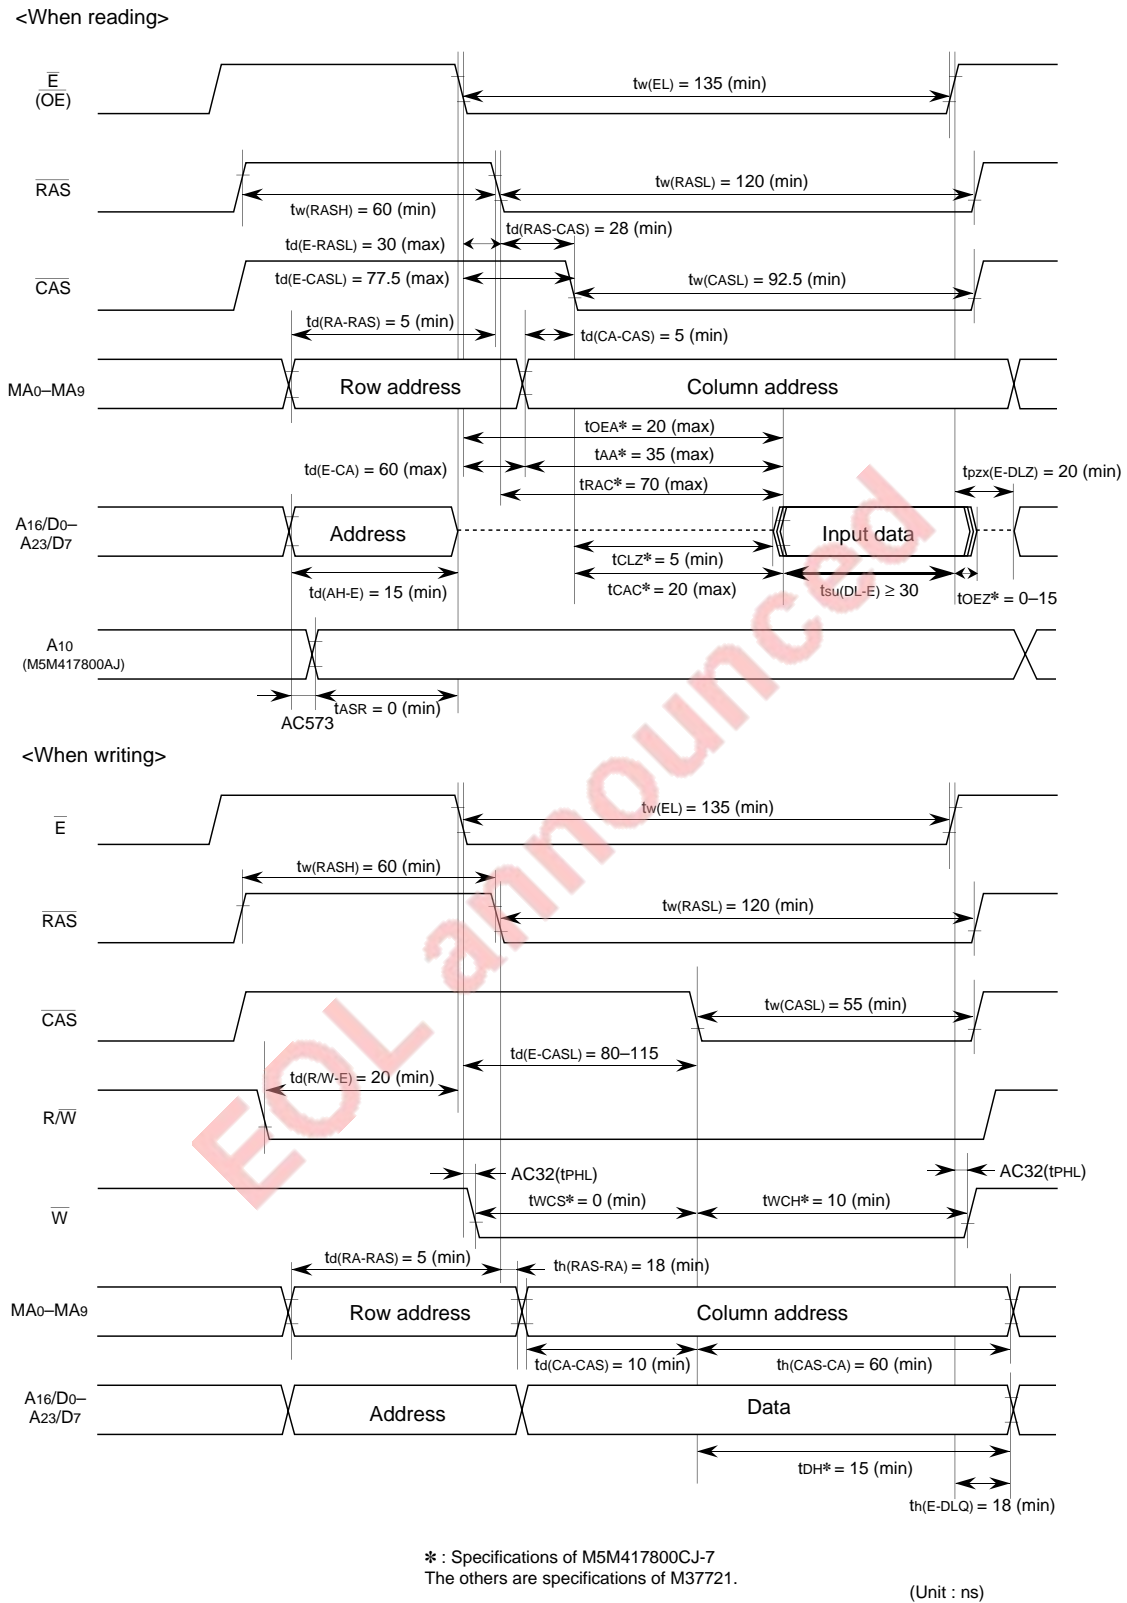 <When reading>
E
(OE)
tw(EL) = 135 (min)
RAS
tw(RASH) = 60 (min)
tw(RASL) = 120 (min)
td(RAS-CAS) = 28 (min)
td(E-RASL) = 30 (max)
CAS
td(E-CASL) = 77.5 (max)
tw(CASL) = 92.5 (min)
td(RA-RAS) = 5 (min)
td(CA-CAS) = 5 (min)
MA0–MA9
Row address
Column address
tOEA* = 20 (max)
td(E-CA) = 60 (max)
tAA* = 35 (max)
tpzx(E-DLZ) = 20 (min)
tRAC* = 70 (max)
A16/D0–
A23/D7
Address
Input data
tCLZ* = 5 (min)
td(AH-E) = 15 (min)
tCAC* = 20 (max)
tsu(DL-E) ≥ 30
tOEZ* = 0–15
A10
(M5M417800AJ)
tASR = 0 (min)
AC573
<When writing>
E
tw(EL) = 135 (min)
tw(RASH) = 60 (min)
RAS
tw(RASL) = 120 (min)
CAS
tw(CASL) = 55 (min)
td(E-CASL) = 80–115
td(R/W-E) = 20 (min)
R/W
AC32(tPHL)
AC32(tPHL)
W
tWCS* = 0 (min)
tWCH* = 10 (min)
td(RA-RAS) = 5 (min)
th(RAS-RA) = 18 (min)
MA0–MA9
Row address
Column address
td(CA-CAS) = 10 (min)
th(CAS-CA) = 60 (min)
A16/D0–
A23/D7
Address
Data
tDH* = 15 (min)
th(E-DLQ) = 18 (min)
* : Specifications of M5M417800CJ-7
The others are specifications of M37721.
(Unit : ns)
EOL announced